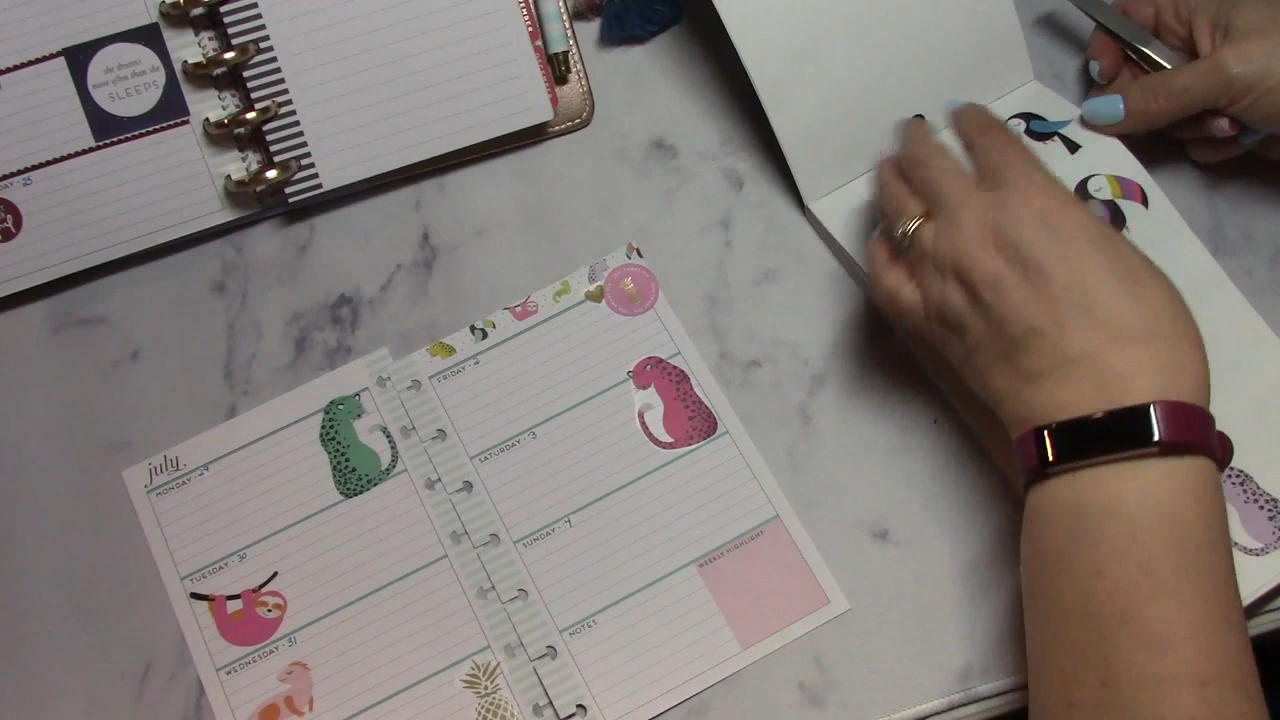 she dreams
more often than she
SLEEPS
july
MONDAY · 29
TUESDAY · 30
WEDNESDAY · 31
FRIDAY · 2
SATURDAY · 3
SUNDAY · 4
WEEKLY HIGHLIGHT:
NOTES